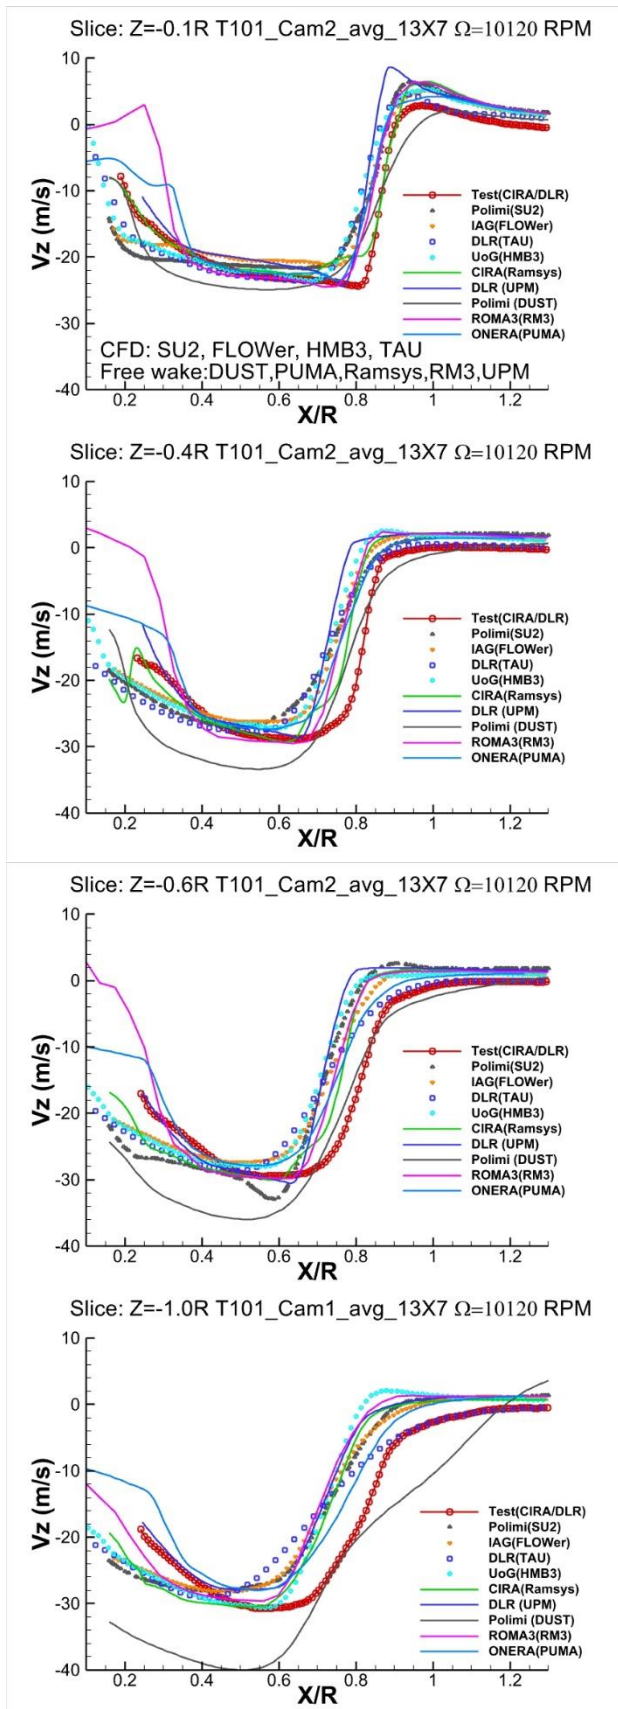 Slice: Z=-0.1R T101_Cam2_avg_13X7 Ω=10120 RPM
10
0
-10
-20
-30
-40
Vz (m/s)
Test(CIRA/DLR)
Polimi(SU2)
IAG(FLOWer)
DLR(TAU)
UoG(HMB3)
CIRA(Ramsys)
DLR (UPM)
Polimi (DUST)
ROMA3(RM3)
ONERA(PUMA)
CFD: SU2, FLOWer, HMB3, TAU
Free wake:DUST,PUMA,Ramsys,RM3,UPM
0.2 0.4 0.6 0.8 1 1.2
X/R
Slice: Z=-0.4R T101_Cam2_avg_13X7 Ω=10120 RPM
10
0
-10
-20
-30
-40
Vz (m/s)
Test(CIRA/DLR)
Polimi(SU2)
IAG(FLOWer)
DLR(TAU)
UoG(HMB3)
CIRA(Ramsys)
DLR (UPM)
Polimi (DUST)
ROMA3(RM3)
ONERA(PUMA)
0.2 0.4 0.6 0.8 1 1.2
X/R
Slice: Z=-0.6R T101_Cam2_avg_13X7 Ω=10120 RPM
10
0
-10
-20
-30
-40
Vz (m/s)
Test(CIRA/DLR)
Polimi(SU2)
IAG(FLOWer)
DLR(TAU)
UoG(HMB3)
CIRA(Ramsys)
DLR (UPM)
Polimi (DUST)
ROMA3(RM3)
ONERA(PUMA)
0.2 0.4 0.6 0.8 1 1.2
X/R
Slice: Z=-1.0R T101_Cam1_avg_13X7 Ω=10120 RPM
10
0
-10
-20
-30
-40
Vz (m/s)
Test(CIRA/DLR)
Polimi(SU2)
IAG(FLOWer)
DLR(TAU)
UoG(HMB3)
CIRA(Ramsys)
DLR (UPM)
Polimi (DUST)
ROMA3(RM3)
ONERA(PUMA)
0.2 0.4 0.6 0.8 1 1.2
X/R